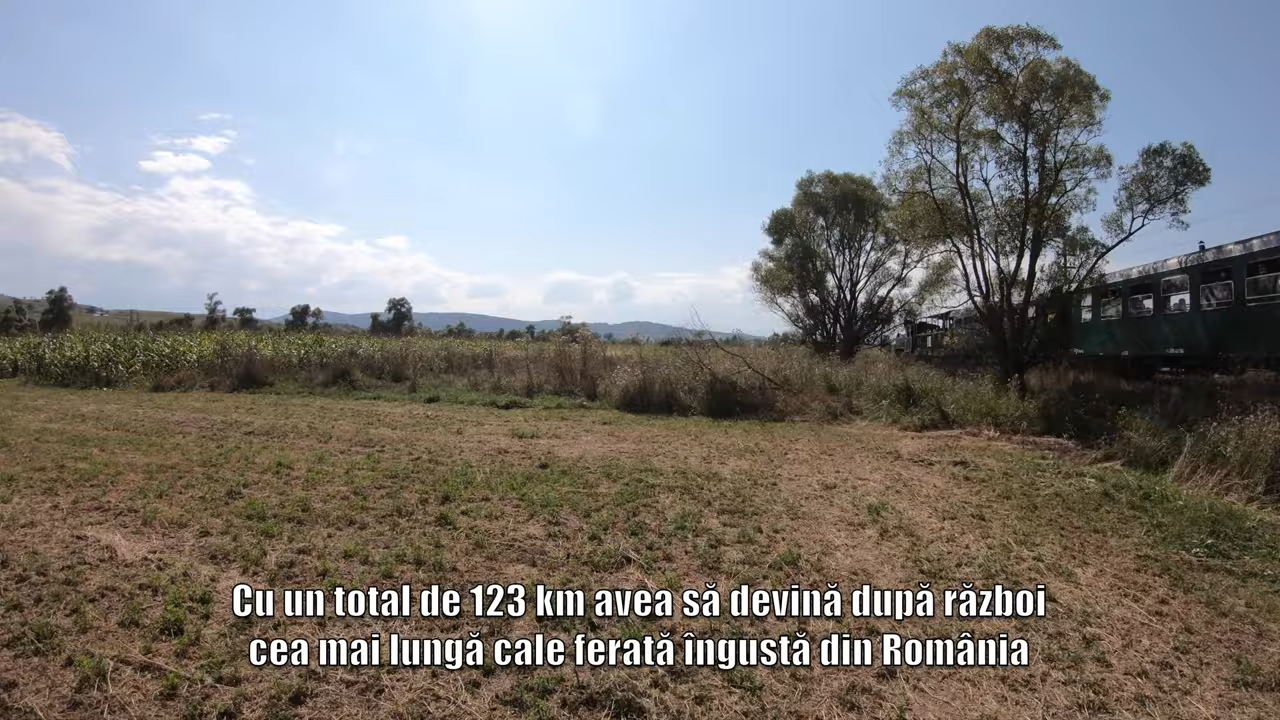 Cu un total de 123 km avea să devină după război
cea mai lungă cale ferată îngustă din România